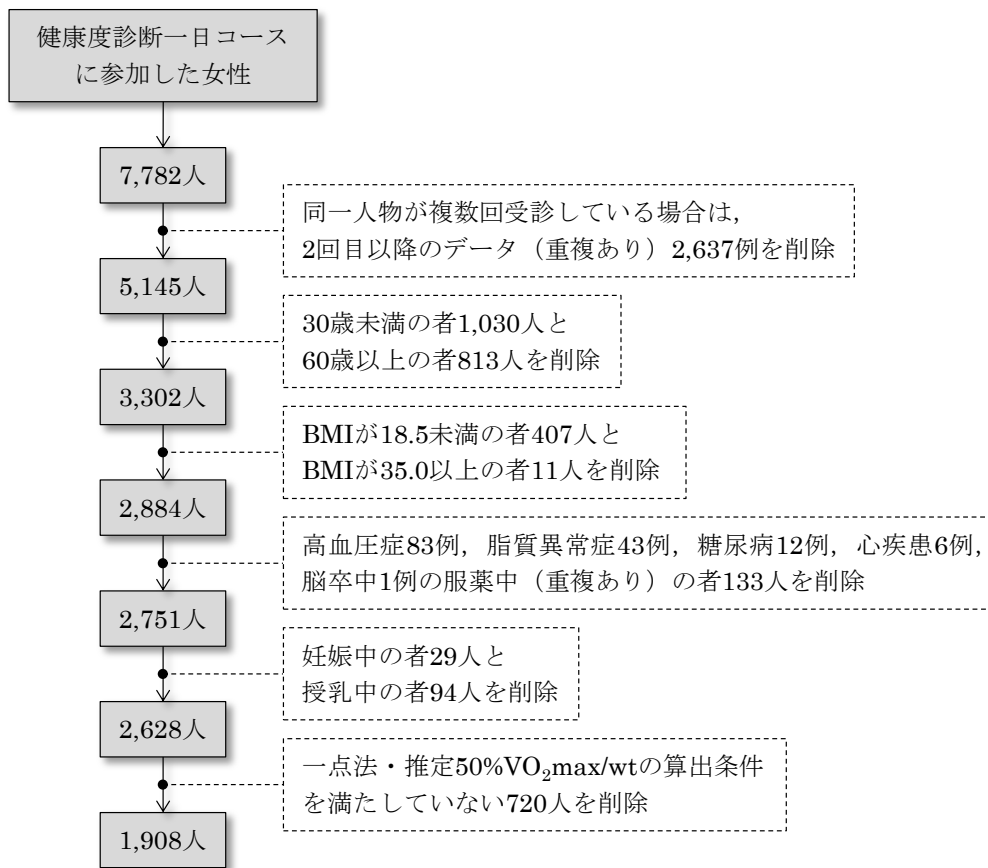 健康度診断一日コース
に参加した女性
7,782人
同一人物が複数回受診している場合は,
2回目以降のデータ（重複あり）2,637例を削除
5,145人
30歳未満の者1,030人と
60歳以上の者813人を削除
3,302人
BMIが18.5未満の者407人と
BMIが35.0以上の者11人を削除
2,884人
高血圧症83例，脂質異常症43例，糖尿病12例，心疾患6例，
脳卒中1例の服薬中（重複あり）の者133人を削除
2,751人
妊娠中の者29人と
授乳中の者94人を削除
2,628人
一点法・推定50%VO₂max/wtの算出条件
を満たしていない720人を削除
1,908人